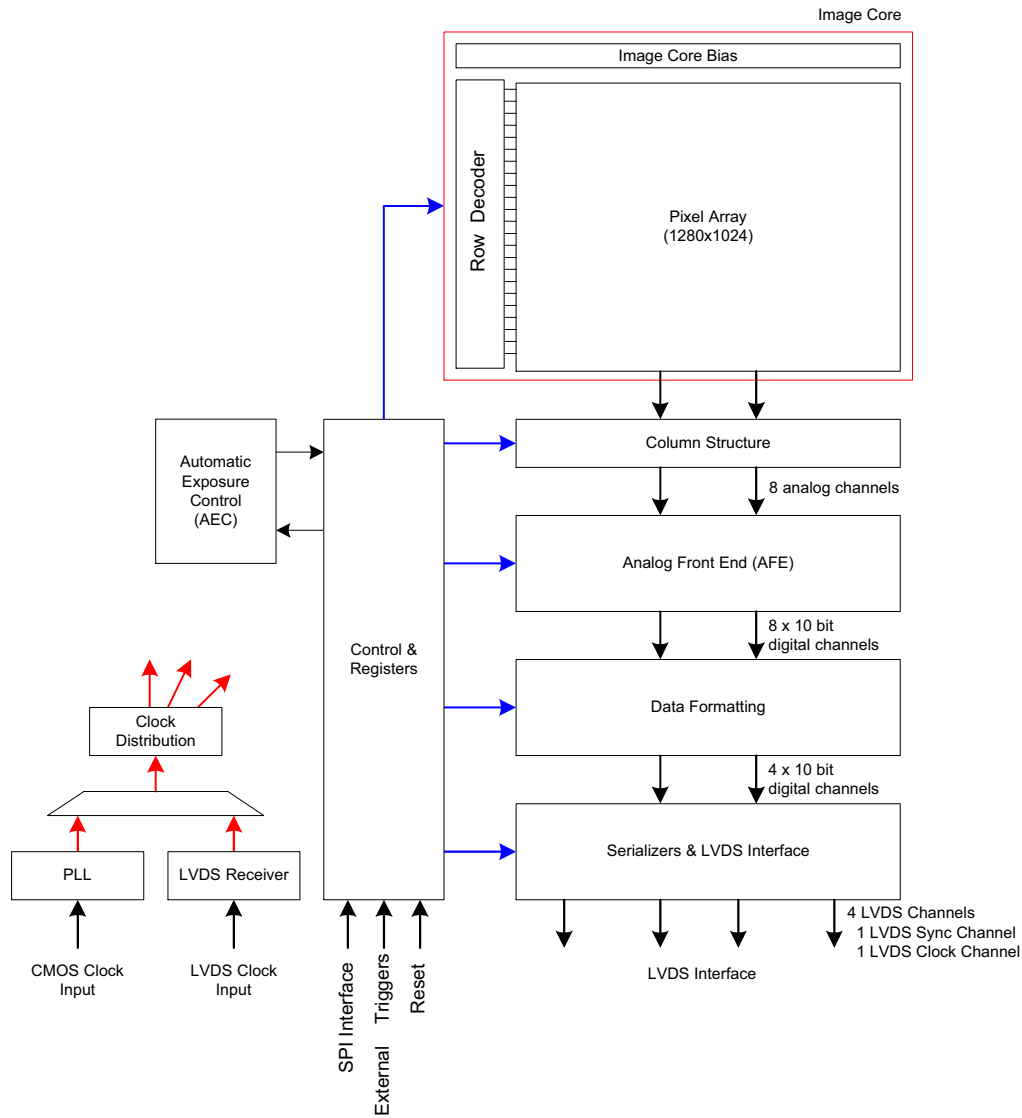 Image Core
Image Core Bias
Row Decoder
Pixel Array
(1280x1024)
Automatic
Exposure
Control
(AEC)
Column Structure
8 analog channels
Analog Front End (AFE)
8 x 10 bit
digital channels
Control &
Registers
Data Formatting
Clock
Distribution
4 x 10 bit
digital channels
PLL
LVDS Receiver
Serializers & LVDS Interface
4 LVDS Channels
1 LVDS Sync Channel
1 LVDS Clock Channel
CMOS Clock
Input
LVDS Clock
Input
SPI Interface
External Triggers
Reset
LVDS Interface